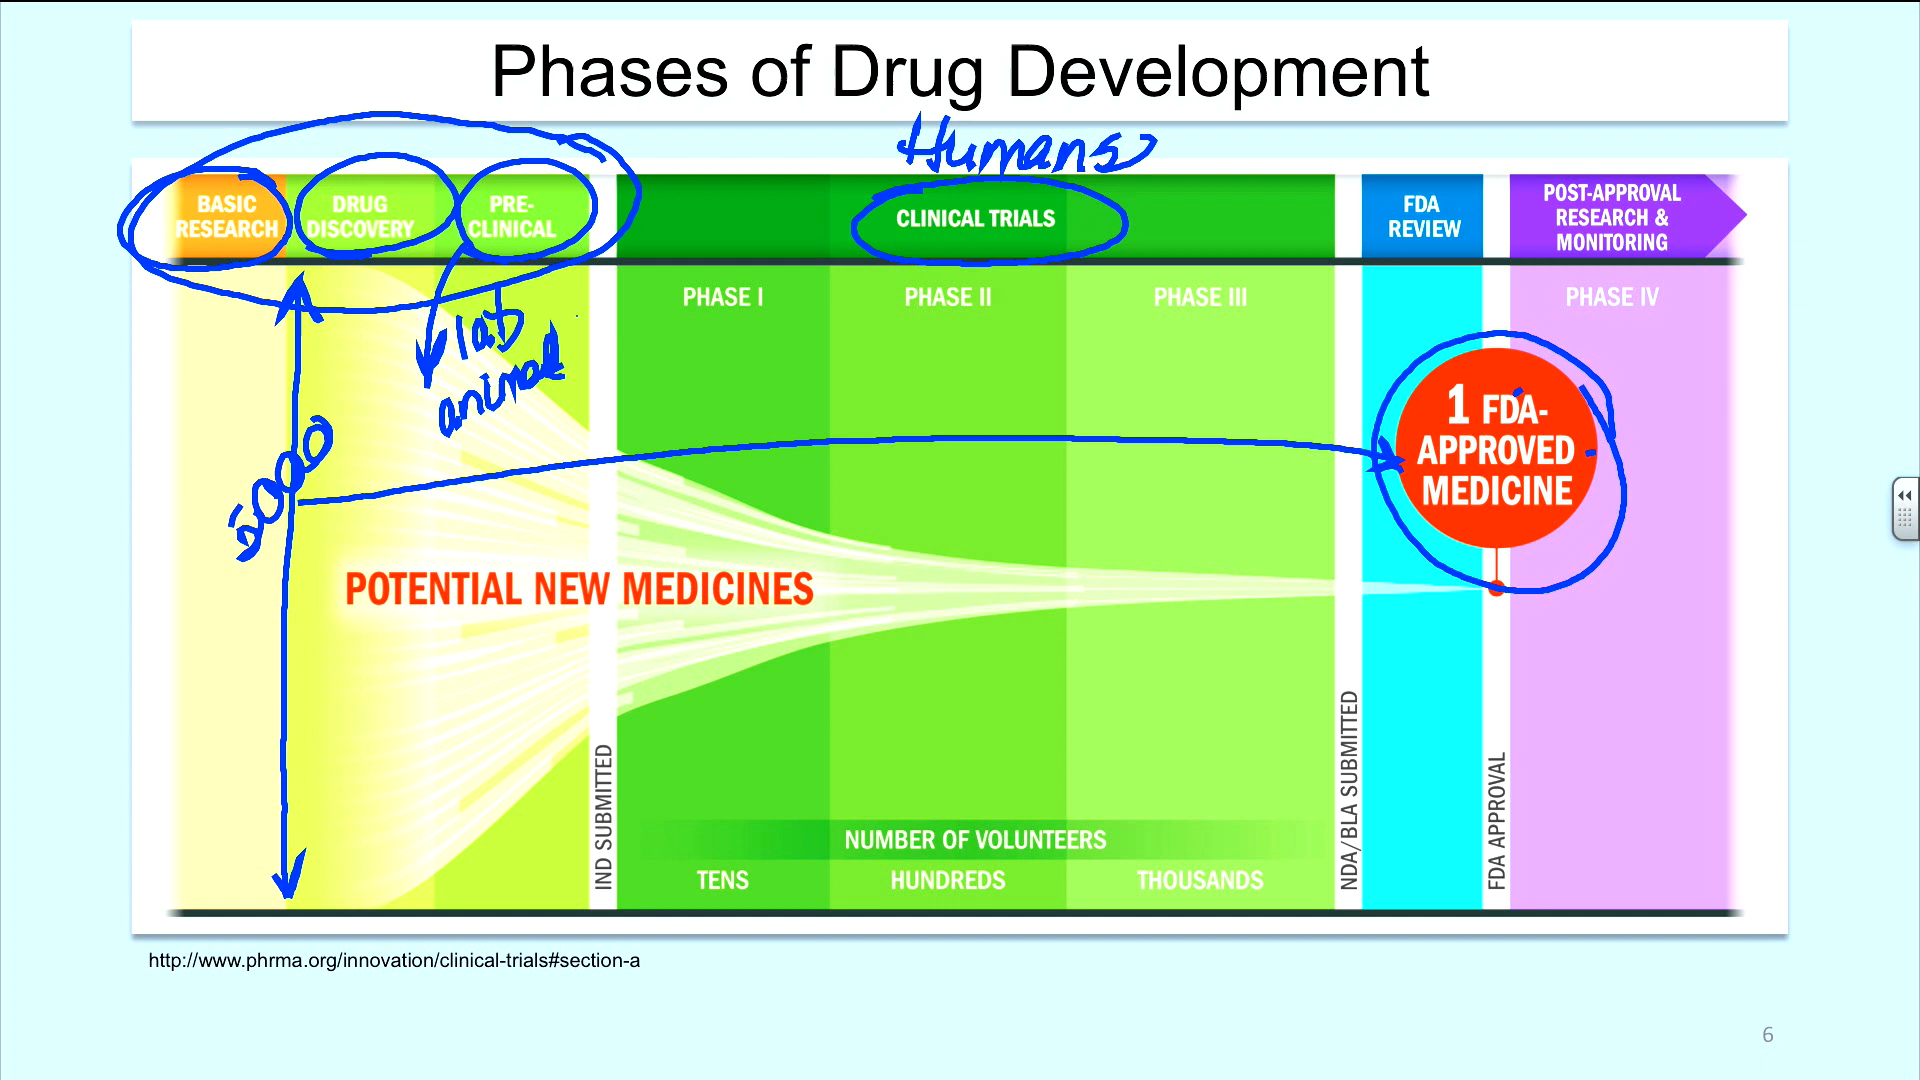 Phases of Drug Development
Humans
BASIC
RESEARCH
DRUG
DISCOVERY
PRE-
CLINICAL
CLINICAL TRIALS
FDA
REVIEW
POST-APPROVAL
RESEARCH &
MONITORING
PHASE I
PHASE II
PHASE III
PHASE IV
lab
animal
5000
1 FDA-
APPROVED
MEDICINE
POTENTIAL NEW MEDICINES
IND SUBMITTED
NDA/BLA SUBMITTED
FDA APPROVAL
NUMBER OF VOLUNTEERS
TENS
HUNDREDS
THOUSANDS
http://www.phrma.org/innovation/clinical-trials#section-a
6